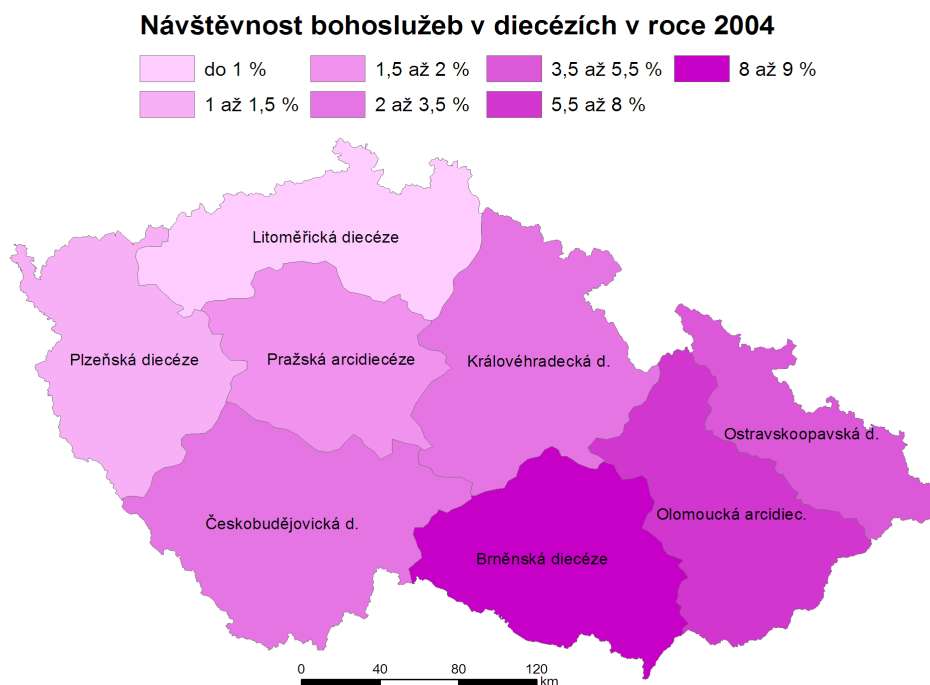 Návštěvnost bohoslužeb v diecézích v roce 2004
do 1 % 1,5 až 2 % 3,5 až 5,5 % 8 až 9 %
1 až 1,5 % 2 až 3,5 % 5,5 až 8 %
Litoměřická diecéze
Plzeňská diecéze Pražská arcidiecéze Královéhradecká d.
Ostravskoopavská d.
Olomoucká arcidiec.
Českobudějovická d.
Brněnská diecéze
0 40 80 120
km